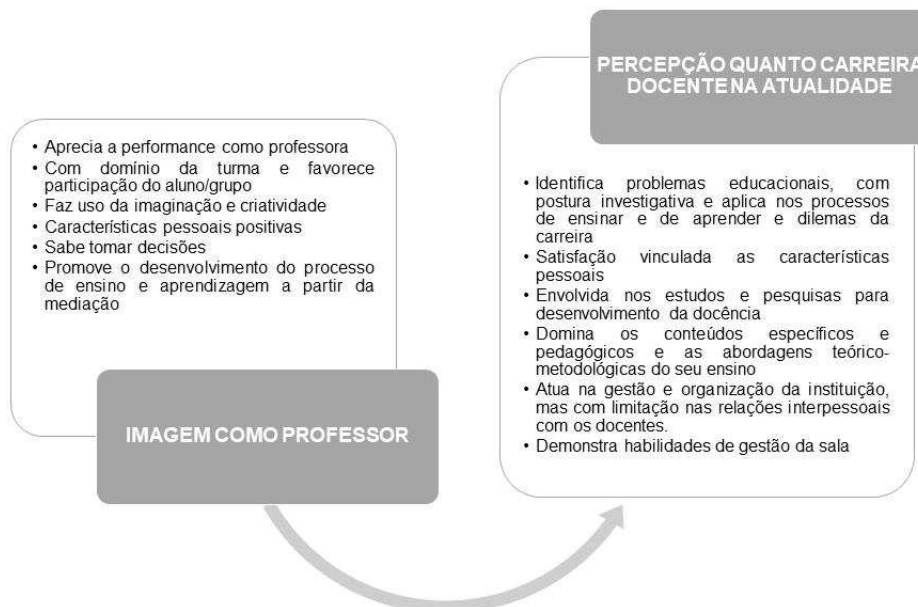 • Aprecia a performance como professora
• Com domínio da turma e favorece
participação do aluno/grupo
• Faz uso da imaginação e criatividade
• Características pessoais positivas
• Sabe tomar decisões
• Promove o desenvolvimento do processo
de ensino e aprendizagem a partir da
mediação
IMAGEM COMO PROFESSOR
PERCEPÇÃO QUANTO CARREIRA
DOCENTE NA ATUALIDADE
• Identifica problemas educacionais, com
postura investigativa e aplica nos processos
de ensinar e de aprender e dilemas da
carreira
• Satisfação vinculada as características
pessoais
• Envolvida nos estudos e pesquisas para
desenvolvimento da docência
• Domina os conteúdos específicos e
pedagógicos e as abordagens teórico-
metodológicas do seu ensino
• Atua na gestão e organização da instituição,
mas com limitação nas relações interpessoais
com os docentes.
• Demonstra habilidades de gestão da sala